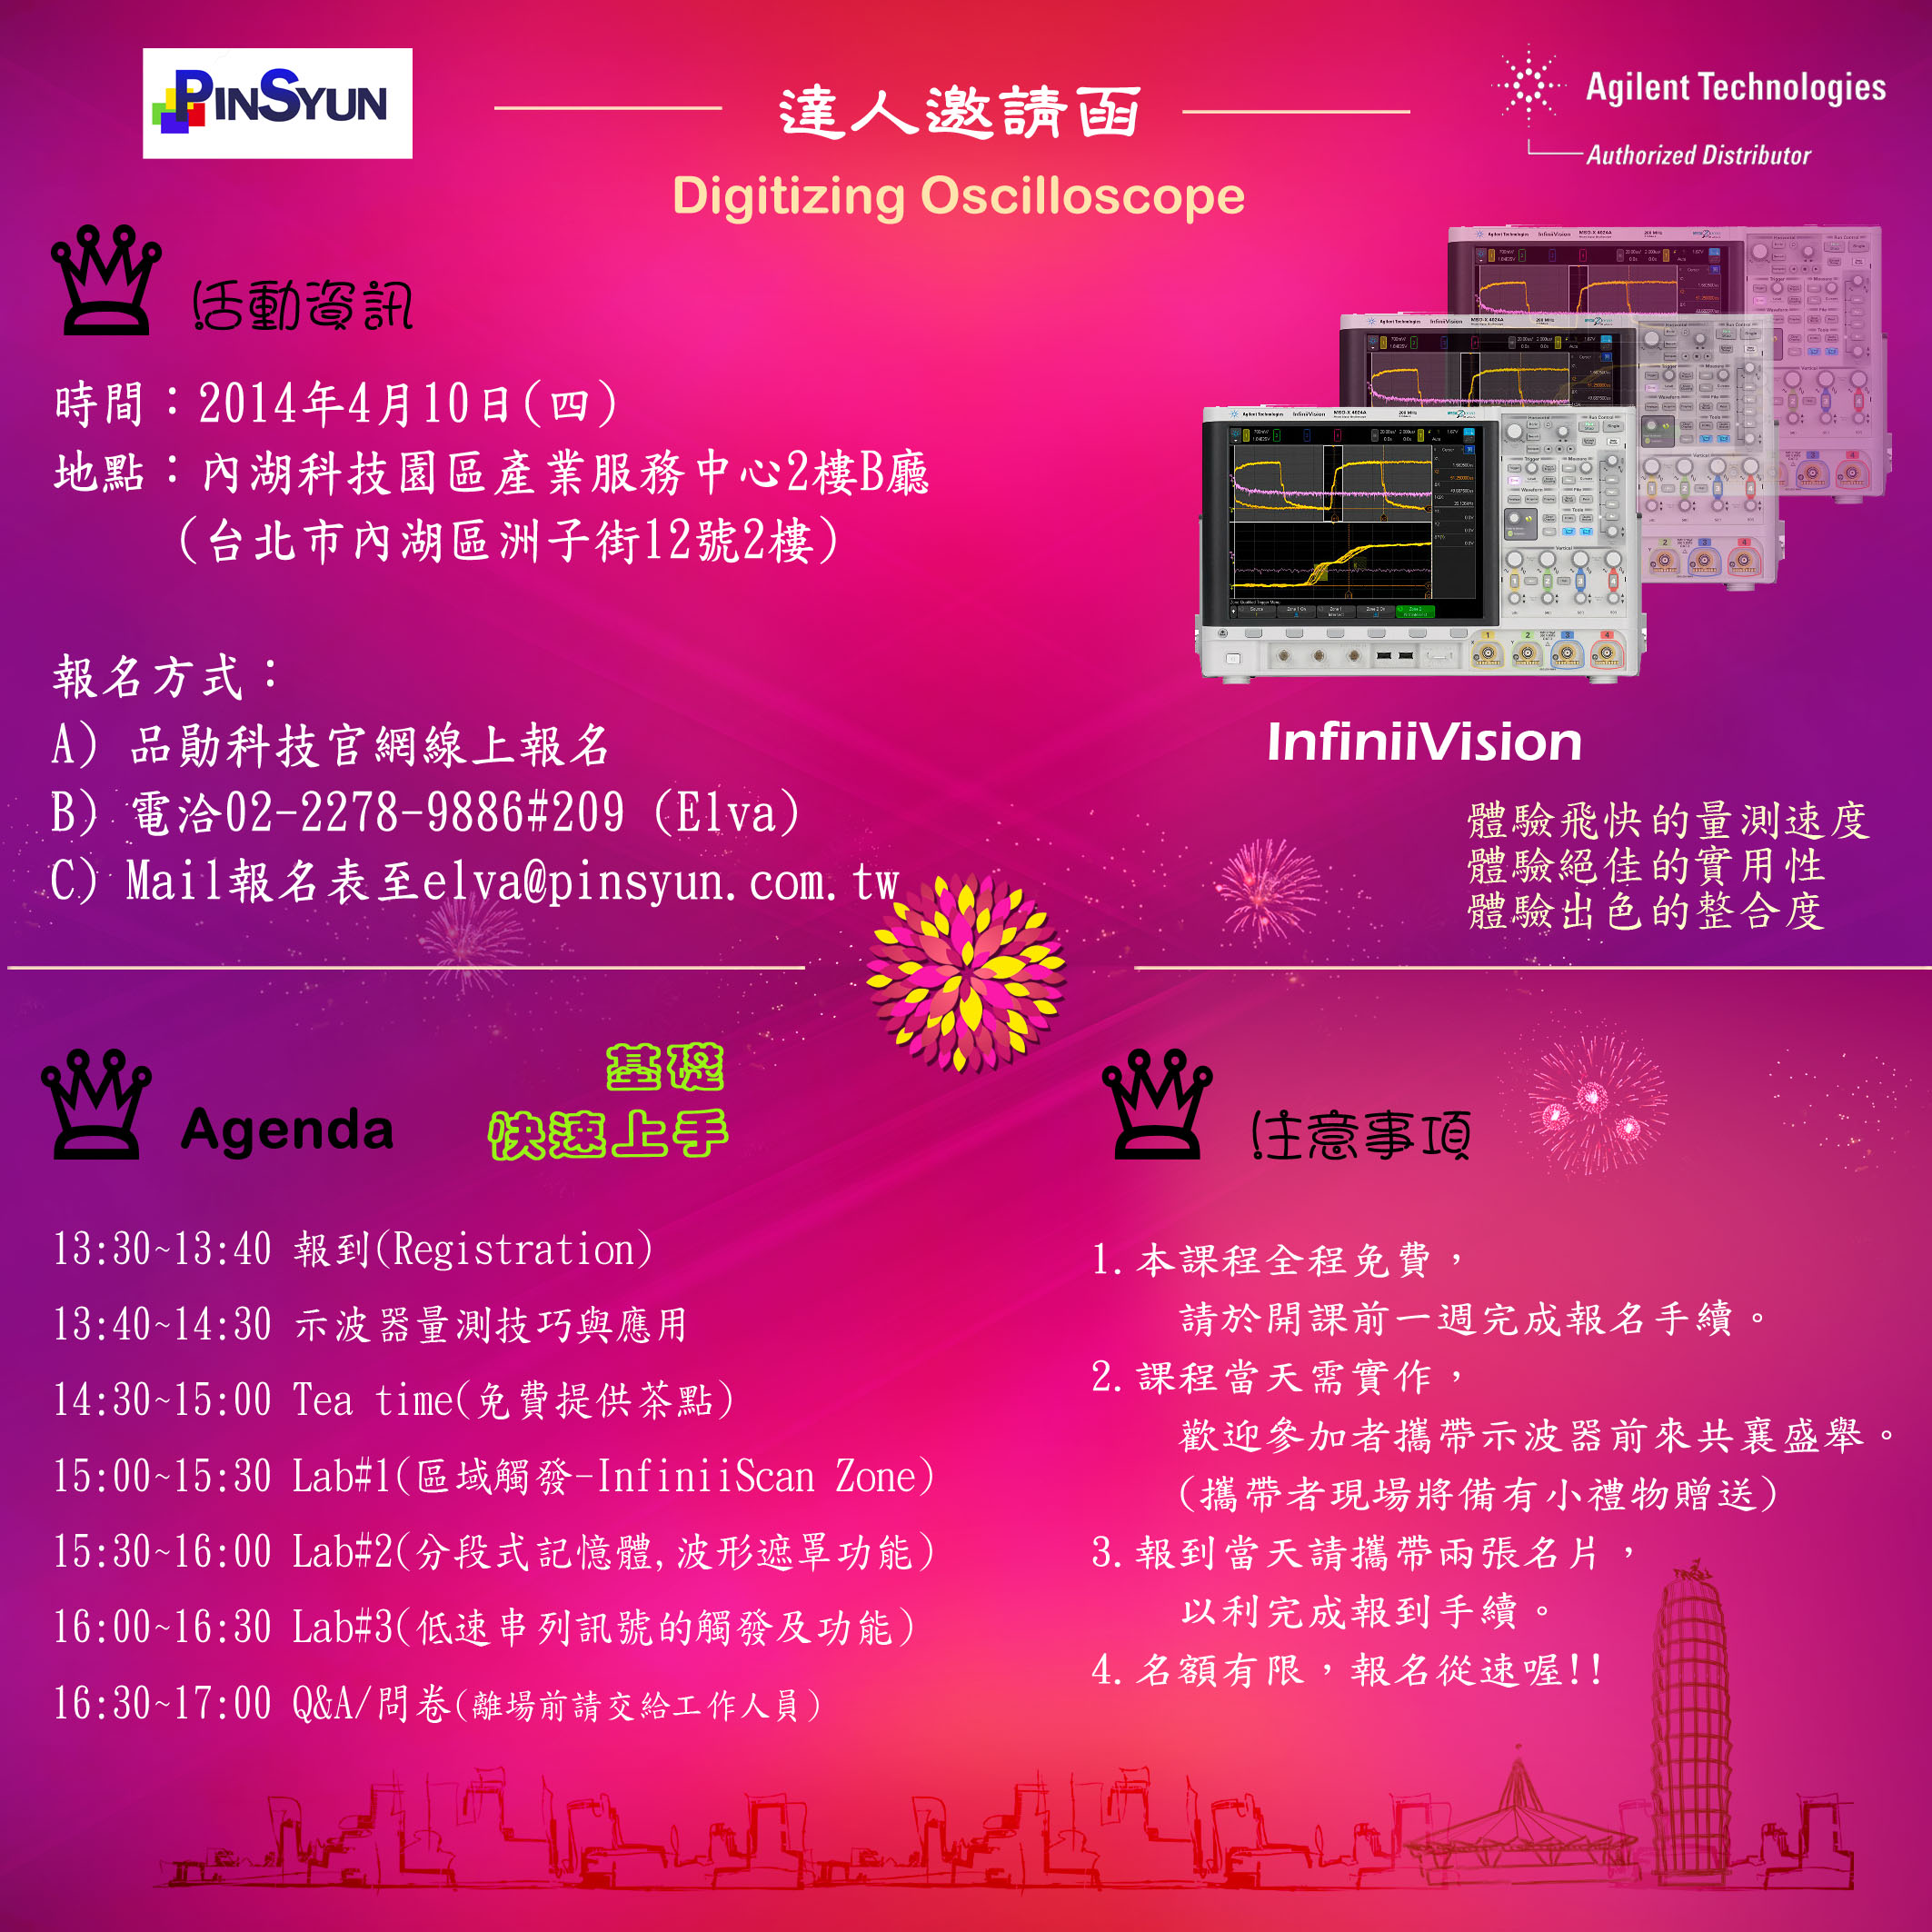 PINSYUN
達人邀請函
Digitizing Oscilloscope
Agilent Technologies
Authorized Distributor
活動資訊
時間：2014年4月10日(四)
地點：內湖科技園區產業服務中心2樓B廳
(台北市內湖區洲子街12號2樓)
報名方式：
A) 品勛科技官網線上報名
B) 電洽02-2278-9886#209 (Elva)
C) Mail報名表至elva@pinsyun.com.tw
InfiniiVision
體驗飛快的量測速度
體驗絕佳的實用性
體驗出色的整合度
Agenda
基礎
快速上手
13:30~13:40 報到(Registration)
13:40~14:30 示波器量測技巧與應用
14:30~15:00 Tea time(免費提供茶點)
15:00~15:30 Lab#1(區域觸發-InfiniiScan Zone)
15:30~16:00 Lab#2(分段式記憶體,波形遮罩功能)
16:00~16:30 Lab#3(低速串列訊號的觸發及功能)
16:30~17:00 Q&A/問卷(離場前請交給工作人員)
注意事項
1.本課程全程免費，
請於開課前一週完成報名手續。
2.課程當天需實作，
歡迎參加者攜帶示波器前來共襄盛舉。
(攜帶者現場將備有小禮物贈送)
3.報到當天請攜帶兩張名片，
以利完成報到手續。
4.名額有限，報名從速喔!!